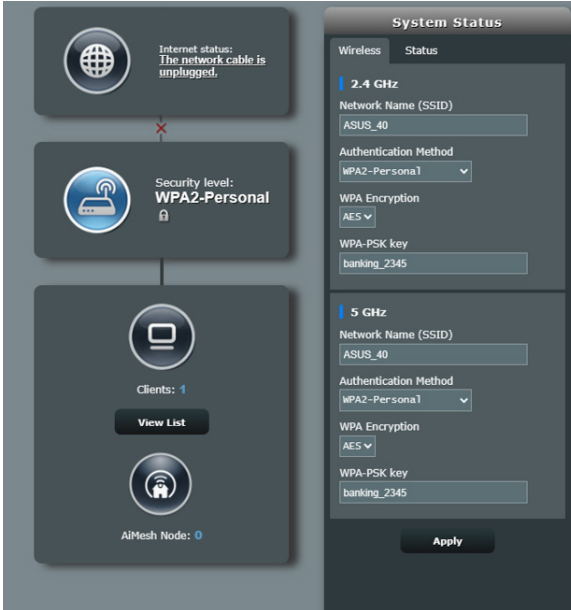 Internet status:
The network cable is
unplugged.
Security level:
WPA2-Personal
Clients: 1
View List
AiMesh Node: 0
System Status
Wireless Status
2.4 GHz
Network Name (SSID)
ASUS_40
Authentication Method
WPA2-Personal
WPA Encryption
AES
WPA-PSK key
banking_2345
5 GHz
Network Name (SSID)
ASUS_40
Authentication Method
WPA2-Personal
WPA Encryption
AES
WPA-PSK key
banking_2345
Apply